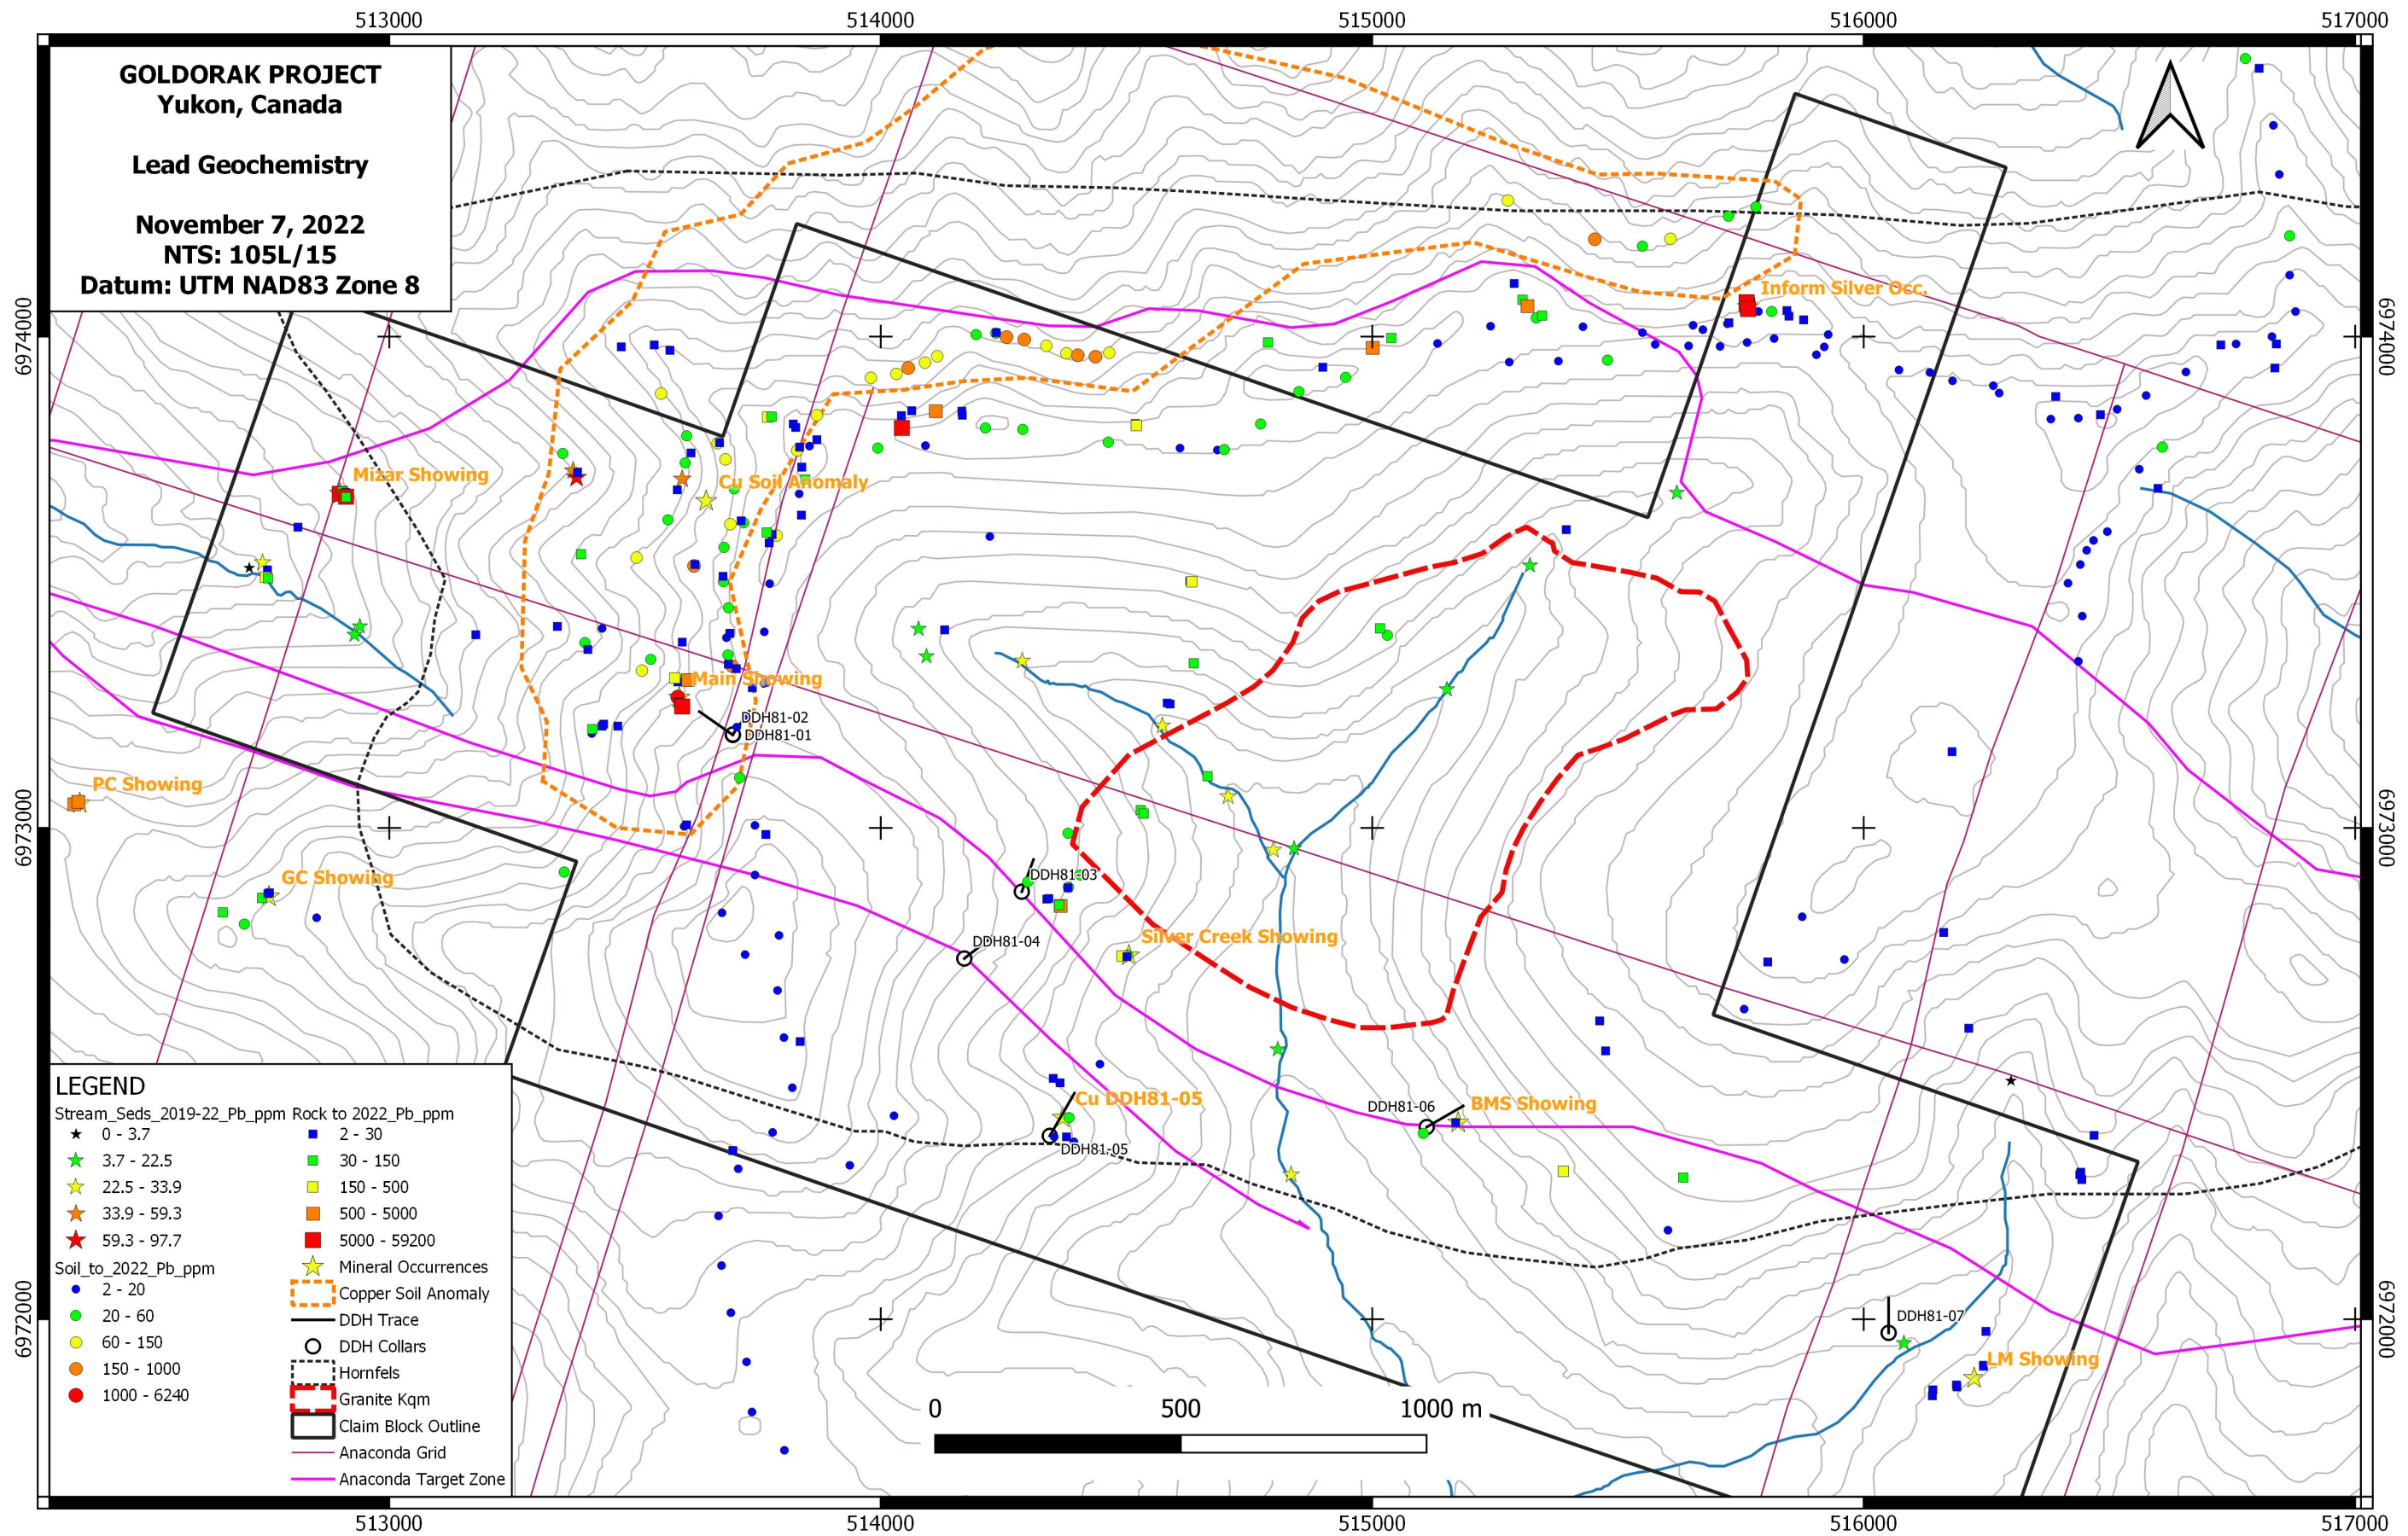 513000
514000
515000
516000
517000
GOLDORAK PROJECT
Yukon, Canada
Lead Geochemistry
November 7, 2022
NTS: 105L/15
Datum: UTM NAD83 Zone 8
6974000
6974000
Inform Silver Occ.
Mizar Showing
Cu Soil Anomaly
Main Showing
DDH81-02
DDH81-01
PC Showing
6973000
6973000
GC Showing
DDH81-03
Silver Creek Showing
DDH81-04
Cu DDH81-05
DDH81-06
BMS Showing
DDH81-05
6972000
6972000
DDH81-07
LM Showing
LEGEND
Stream_Seds_2019-22_Pb_ppm
0 - 3.7
3.7 - 22.5
22.5 - 33.9
33.9 - 59.3
59.3 - 97.7
Soil_to_2022_Pb_ppm
2 - 20
20 - 60
60 - 150
150 - 1000
1000 - 6240
Rock to 2022_Pb_ppm
2 - 30
30 - 150
150 - 500
500 - 5000
5000 - 59200
Mineral Occurrences
Copper Soil Anomaly
DDH Trace
DDH Collars
Hornfels
Granite Kqm
Claim Block Outline
Anaconda Grid
Anaconda Target Zone
0
500
1000 m
513000
514000
515000
516000
517000